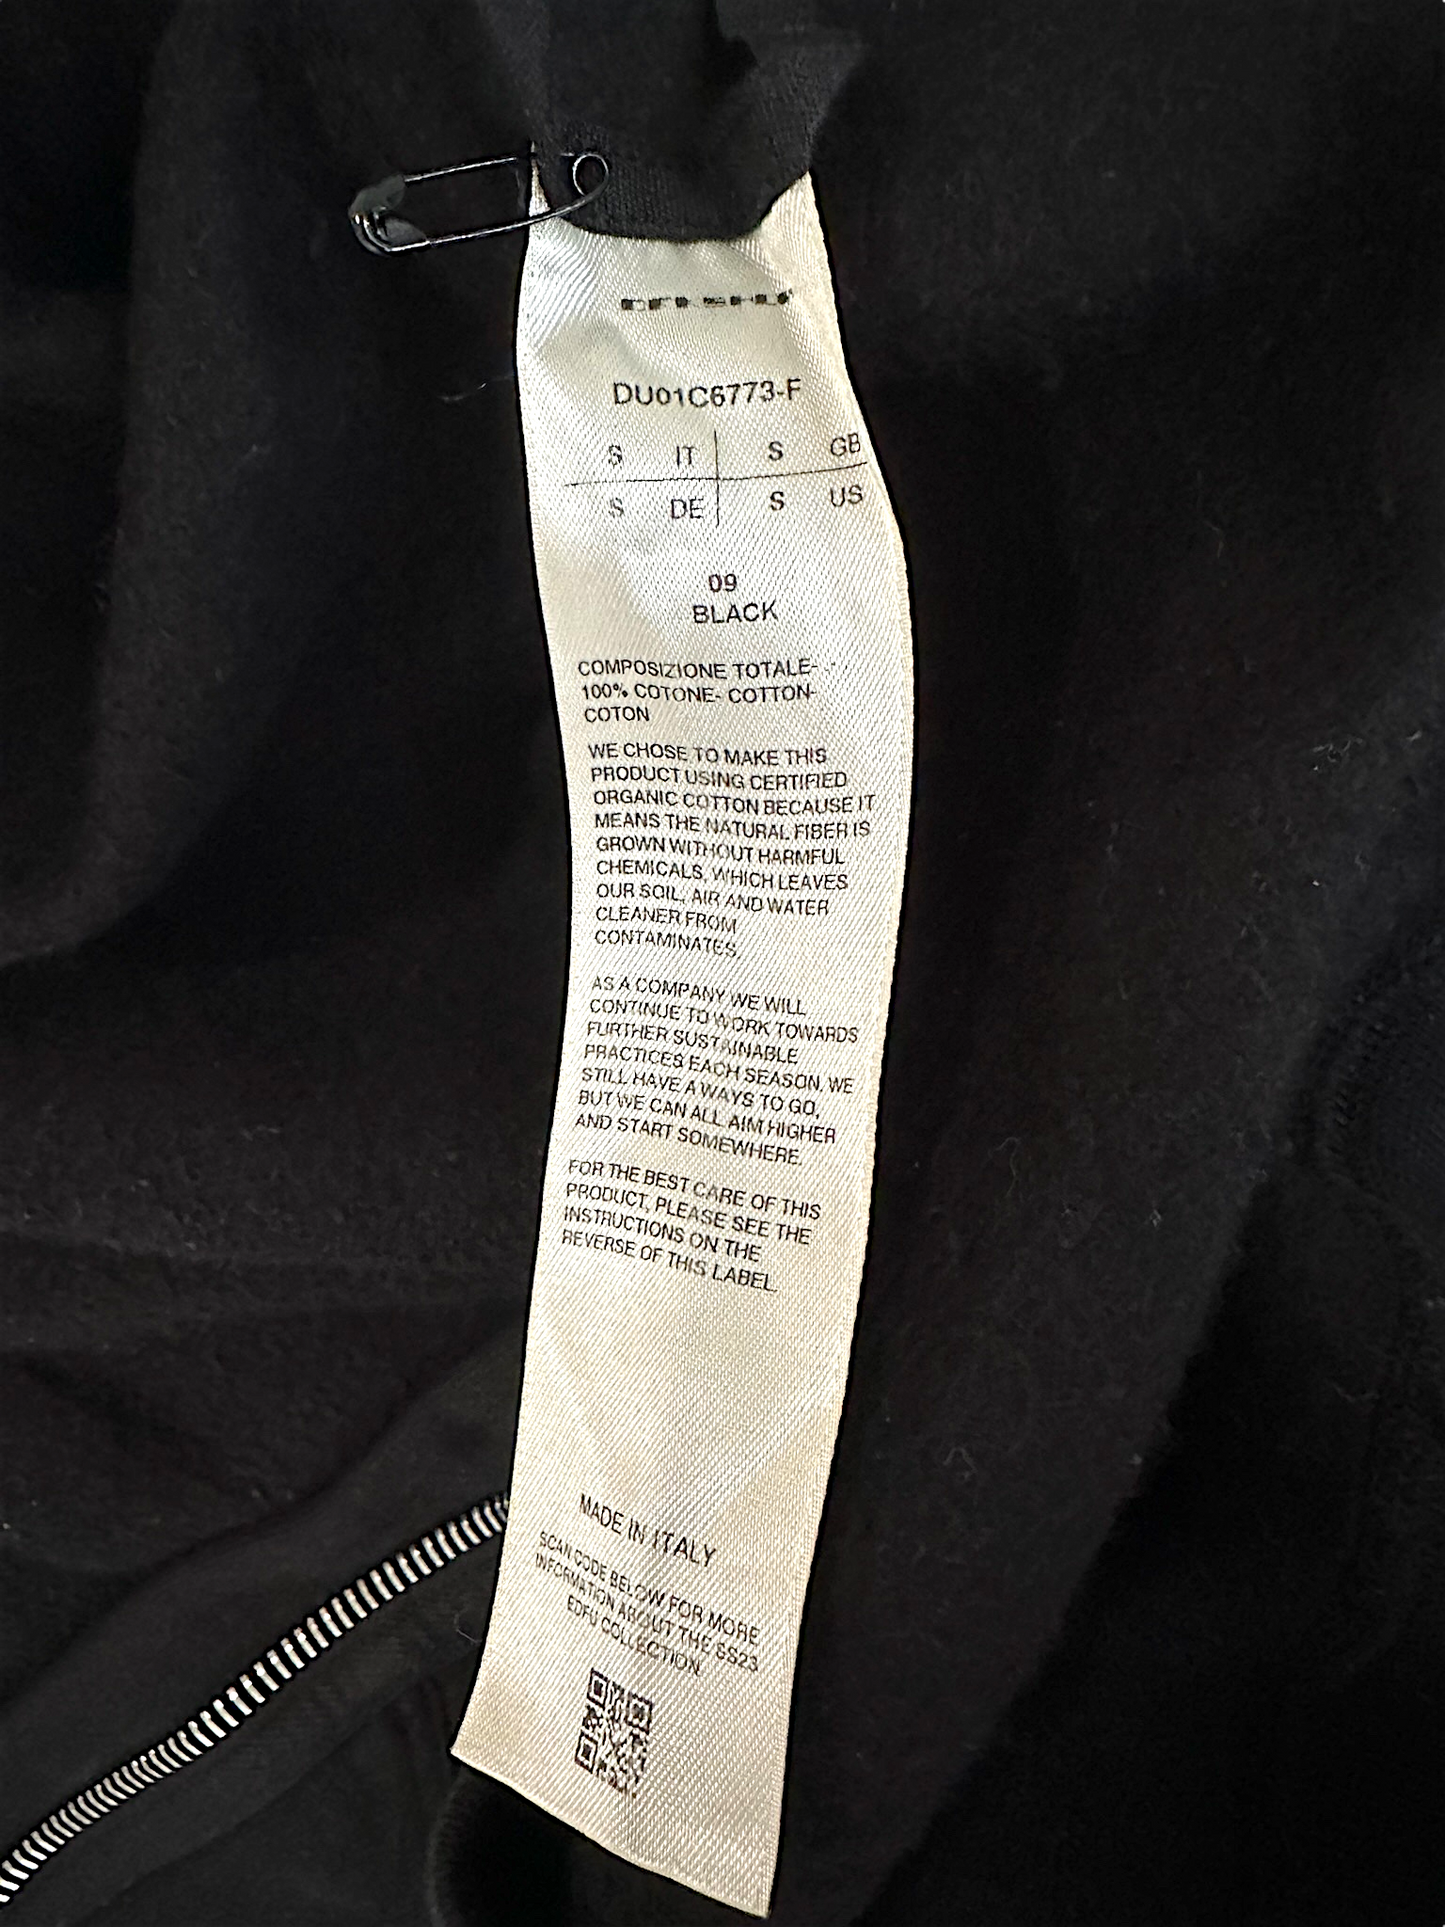 DU01C6773-F
S IT S GB
S DE S US
09
BLACK
COMPOSIZIONE TOTALE-
100% COTONE- COTTON-
COTON
WE CHOSE TO MAKE THIS
PRODUCT USING CERTIFIED
ORGANIC COTTON BECAUSE IT
MEANS THE NATURAL FIBER IS
GROWN WITHOUT HARMFUL
CHEMICALS, WHICH LEAVES
OUR SOIL, AIR AND WATER
CLEANER FROM
CONTAMINATES.
AS A COMPANY WE WILL
CONTINUE TO WORK TOWARDS
FURTHER SUSTAINABLE
PRACTICES EACH SEASON. WE
STILL HAVE A WAYS TO GO,
BUT WE CAN ALL AIM HIGHER
AND START SOMEWHERE.
FOR THE BEST CARE OF THIS
PRODUCT, PLEASE SEE THE
INSTRUCTIONS ON THE
REVERSE OF THIS LABEL.
MADE IN ITALY
SCAN CODE BELOW FOR MORE
INFORMATION ABOUT THE SS23
EDFU COLLECTION.